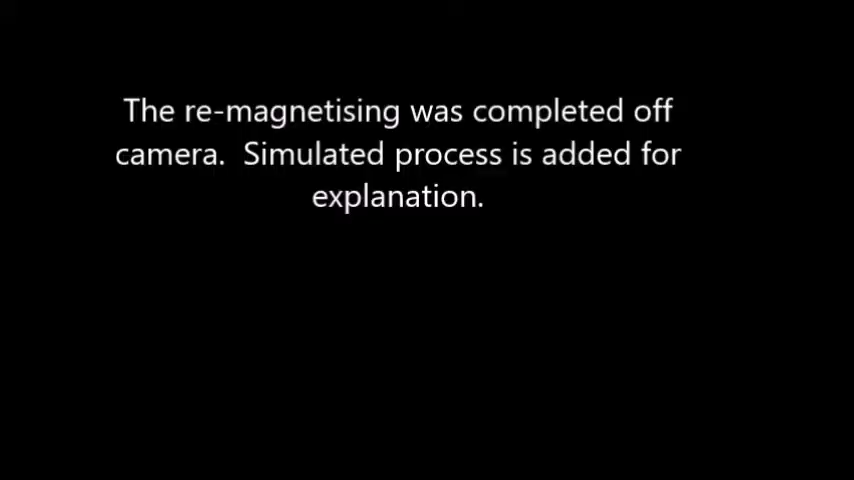 The re-magnetising was completed off
camera.  Simulated process is added for
explanation.